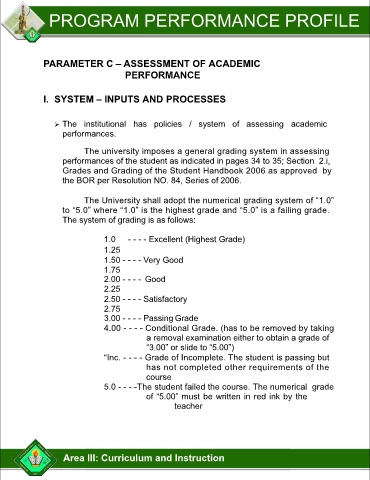 PROGRAM PERFORMANCE PROFILE
PARAMETER C – ASSESSMENT OF ACADEMIC
PERFORMANCE
I. SYSTEM – INPUTS AND PROCESSES
➢ The institutional has policies / system of assessing academic
performances.
The university imposes a general grading system in assessing
performances of the student as indicated in pages 34 to 35; Section 2.i,
Grades and Grading of the Student Handbook 2006 as approved by
the BOR per Resolution NO. 84, Series of 2006.
The University shall adopt the numerical grading system of “1.0”
to “5.0” where “1.0” is the highest grade and “5.0” is a failing grade.
The system of grading is as follows:
1.0 - - - - Excellent (Highest Grade)
1.25
1.50 - - - - Very Good
1.75
2.00 - - - - Good
2.25
2.50 - - - - Satisfactory
2.75
3.00 - - - - Passing Grade
4.00 - - - - Conditional Grade. (has to be removed by taking
a removal examination either to obtain a grade of
“3.00” or slide to “5.00”)
“Inc. - - - - Grade of Incomplete. The student is passing but
has not completed other requirements of the
course
5.0 - - - -The student failed the course. The numerical grade
of “5.00” must be written in red ink by the
teacher
Area III: Curriculum and Instruction